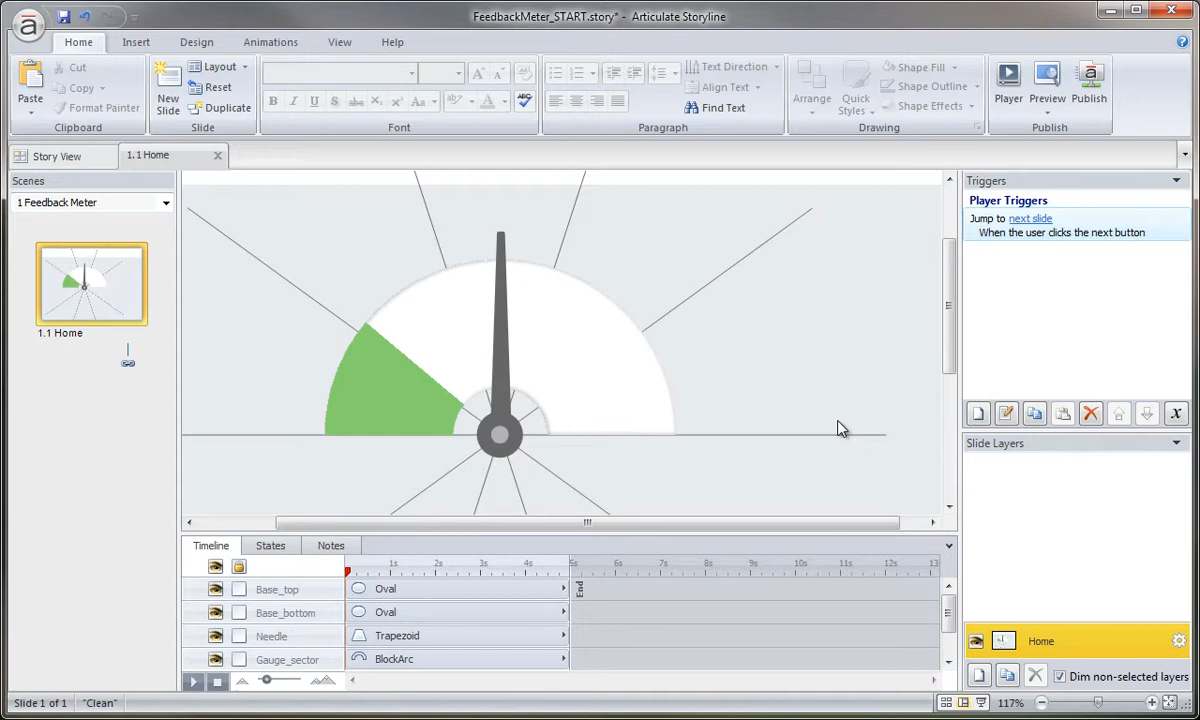 FeedbackMeter_START.story* - Articulate Storyline
Home Insert Design Animations View Help
Paste
Cut
Copy
Format Painter
Clipboard
New Slide
Layout
Reset
Duplicate
Slide
B I U S abc Aa A
ABC
Font
Text Direction
Align Text
Find Text
Paragraph
Arrange
Quick Styles
Shape Fill
Shape Outline
Shape Effects
Drawing
Player
Preview
Publish
Publish
Story View
1.1 Home
Scenes
1 Feedback Meter
1.1 Home
Triggers
Player Triggers
Jump to next slide
When the user clicks the next button
x
Slide Layers
Home
Dim non-selected layers
Timeline States Notes
1s 2s 3s 4s 5s 6s 7s 8s 9s 10s 11s 12s 13
Base_top Oval
End
Base_bottom Oval
Needle Trapezoid
Gauge_sector BlockArc
Slide 1 of 1 "Clean" 117%